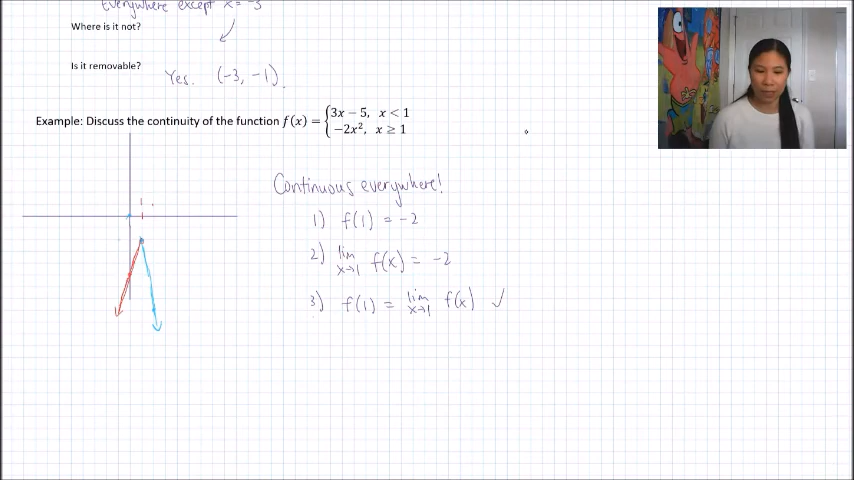 Everywhere except x = -3
Where is it not?
Is it removable?
Yes. (-3, -1).
Example: Discuss the continuity of the function f(x) = {3x − 5, x < 1
−2x², x ≥ 1
1
Continuous everywhere!
1) f(1) = -2
2) lim x→1 f(x) = -2
3) f(1) = lim x→1 f(x) ✓